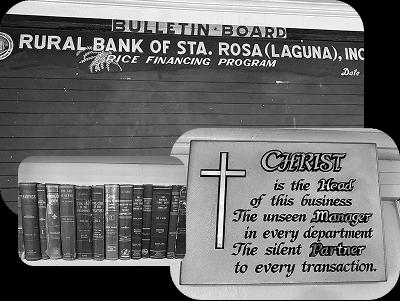 BULLETIN-BOARD
RURAL BANK OF STA. ROSA (LAGUNA), INC
RICE FINANCING PROGRAM
Date
CHRIST
is the Head
of this business
The unseen Manager
in every department
The silent Partner
to every transaction.